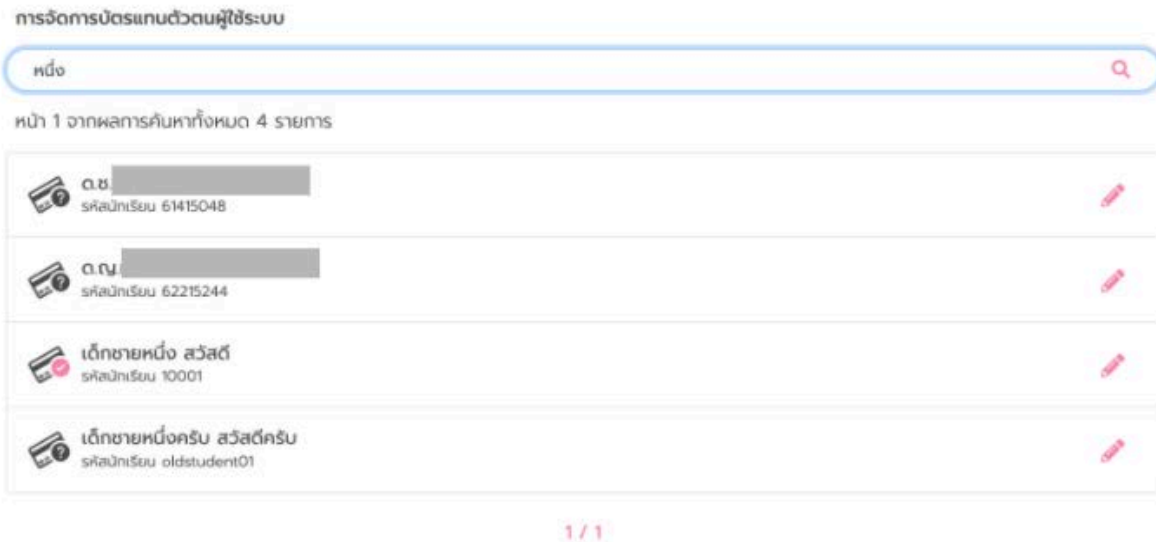 การจัดการบัตรแทนตัวตนผู้ใช้ระบบ
หนึ่ง
หน้า 1 จากผลการค้นหาทั้งหมด 4 รายการ
ด.ช.
รหัสนักเรียน 61415048
ด.ญ.
รหัสนักเรียน 62215244
เด็กชายหนึ่ง สวัสดี
รหัสนักเรียน 10001
เด็กชายหนึ่งครับ สวัสดีครับ
รหัสนักเรียน oldstudent01
1 / 1